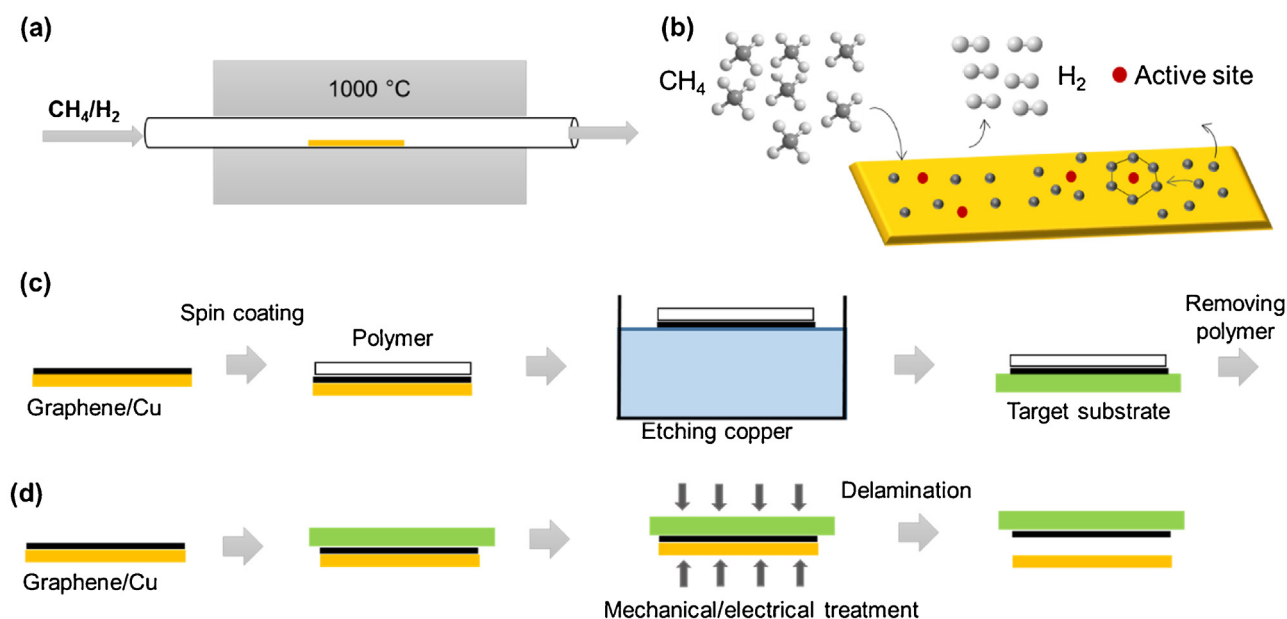 (a)
1000 °C
CH₄/H₂
(b)
CH₄
H₂
Active site
(c)
Spin coating
Polymer
Removing
polymer
Graphene/Cu
Etching copper
Target substrate
(d)
Delamination
Graphene/Cu
Mechanical/electrical treatment